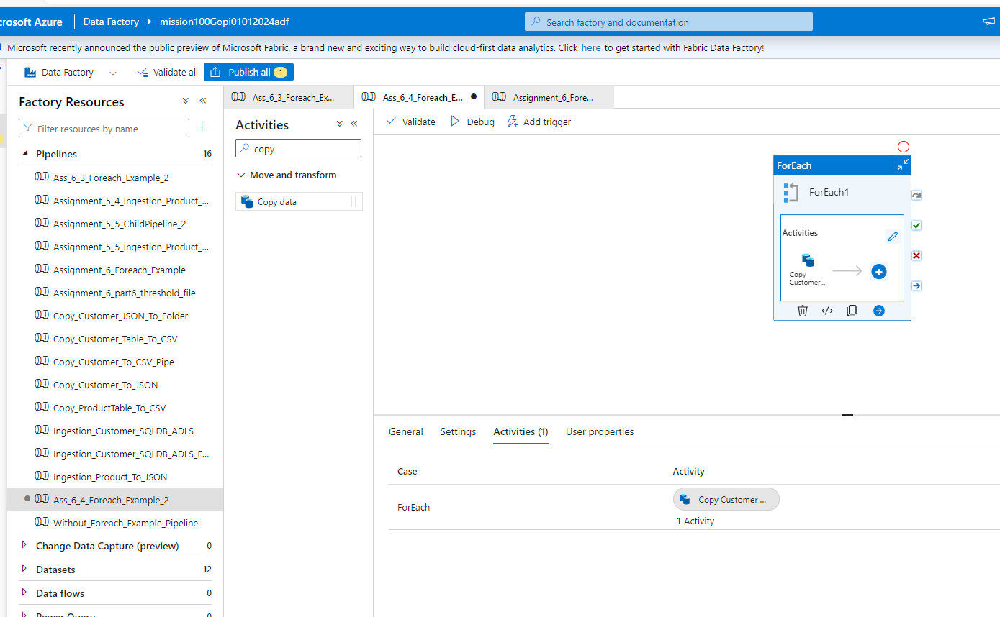 crosoft Azure
Data Factory
mission100Gopi01012024adf
Search factory and documentation
Microsoft recently announced the public preview of Microsoft Fabric, a brand new and exciting way to build cloud-first data analytics. Click here to get started with Fabric Data Factory!
Data Factory
Validate all
Publish all 1
Factory Resources
Filter resources by name
Pipelines 16
Ass_6_3_Foreach_Example_2
Assignment_5_4_Ingestion_Product_...
Assignment_5_5_ChildPipeline_2
Assignment_5_5_Ingestion_Product_...
Assignment_6_Foreach_Example
Assignment_6_part6_threshold_file
Copy_Customer_JSON_To_Folder
Copy_Customer_Table_To_CSV
Copy_Customer_To_CSV_Pipe
Copy_Customer_To_JSON
Copy_ProductTable_To_CSV
Ingestion_Customer_SQLDB_ADLS
Ingestion_Customer_SQLDB_ADLS_F...
Ingestion_Product_To_JSON
Ass_6_4_Foreach_Example_2
Without_Foreach_Example_Pipeline
Change Data Capture (preview) 0
Datasets 12
Data flows 0
Power Query 0
Ass_6_3_Foreach_Ex...
Ass_6_4_Foreach_E...
Assignment_6_Fore...
Activities
copy
Move and transform
Copy data
Validate
Debug
Add trigger
ForEach
ForEach1
Activities
Copy
Customer...
General
Settings
Activities (1)
User properties
Case
Activity
ForEach
Copy Customer ...
1 Activity